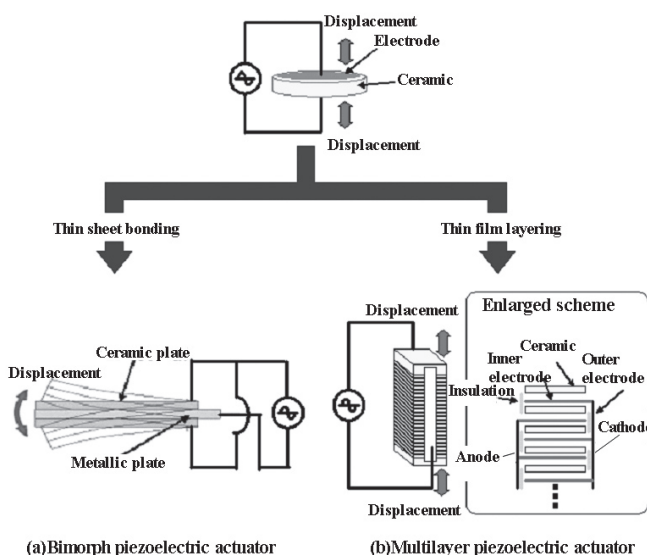 Displacement
Electrode
Ceramic
Displacement
Thin sheet bonding
Thin film layering
Displacement
Enlarged scheme
Ceramic plate
Ceramic
Displacement
Inner
electrode
Outer
electrode
Insulation
Metallic plate
Anode
Cathode
Displacement
(a)Bimorph piezoelectric actuator
(b)Multilayer piezoelectric actuator